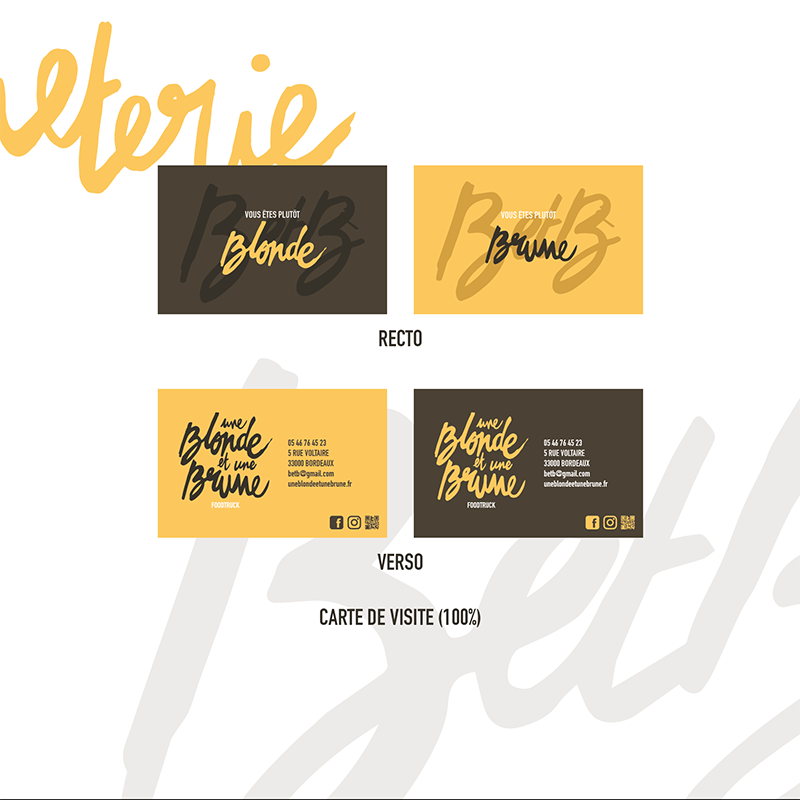 eterie
BetB
VOUS ÊTES PLUTÔT
Blonde
BetB
VOUS ÊTES PLUTÔT
Brune
RECTO
une
Blonde
et une
Brune
FOODTRUCK
05 46 76 45 23
5 RUE VOLTAIRE
33000 BORDEAUX
betb@gmail.com
uneblondeetunebrune.fr
une
Blonde
et une
Brune
FOODTRUCK
05 46 76 45 23
5 RUE VOLTAIRE
33000 BORDEAUX
betb@gmail.com
uneblondeetunebrune.fr
VERSO
CARTE DE VISITE (100%)
BetB